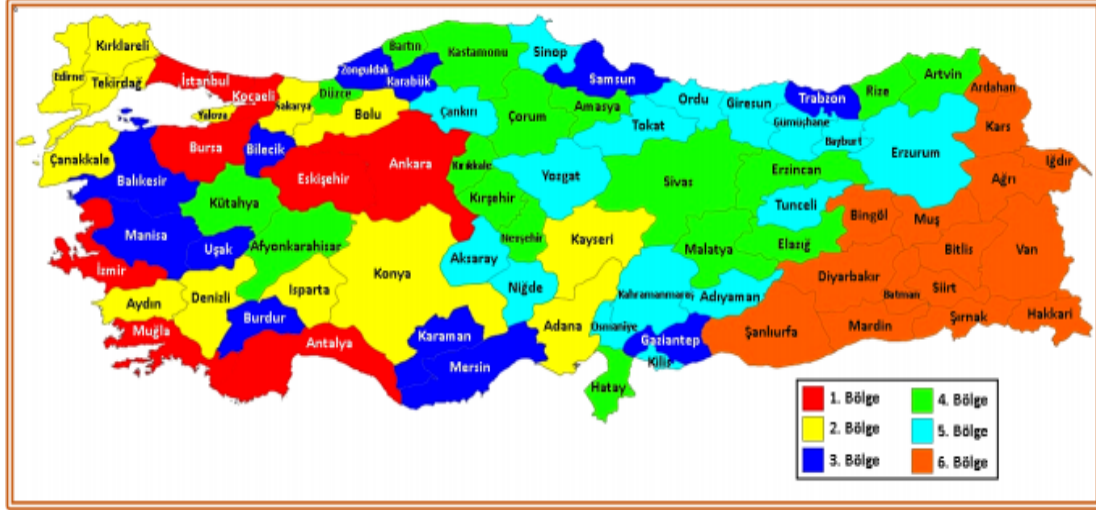 Kırklareli
Edirne
Tekirdağ
İstanbul
Kocaeli
Yalova
Sakarya
Düzce
Bolu
Zonguldak
Bartın
Karabük
Kastamonu
Sinop
Samsun
Çankırı
Çorum
Amasya
Ordu
Tokat
Giresun
Trabzon
Gümüşhane
Bayburt
Rize
Artvin
Ardahan
Kars
Iğdır
Ağrı
Erzurum
Erzincan
Çanakkale
Balıkesir
Bursa
Bilecik
Eskişehir
Ankara
Kırıkkale
Kırşehir
Yozgat
Sivas
Tunceli
Bingöl
Muş
Bitlis
Van
Kütahya
Manisa
Uşak
Afyonkarahisar
İzmir
Aydın
Denizli
Isparta
Burdur
Muğla
Antalya
Konya
Aksaray
Nevşehir
Niğde
Kayseri
Karaman
Mersin
Adana
Malatya
Elazığ
Kahramanmaraş
Adıyaman
Osmaniye
Gaziantep
Kilis
Hatay
Diyarbakır
Batman
Siirt
Şanlıurfa
Mardin
Şırnak
Hakkari
1. Bölge
2. Bölge
3. Bölge
4. Bölge
5. Bölge
6. Bölge